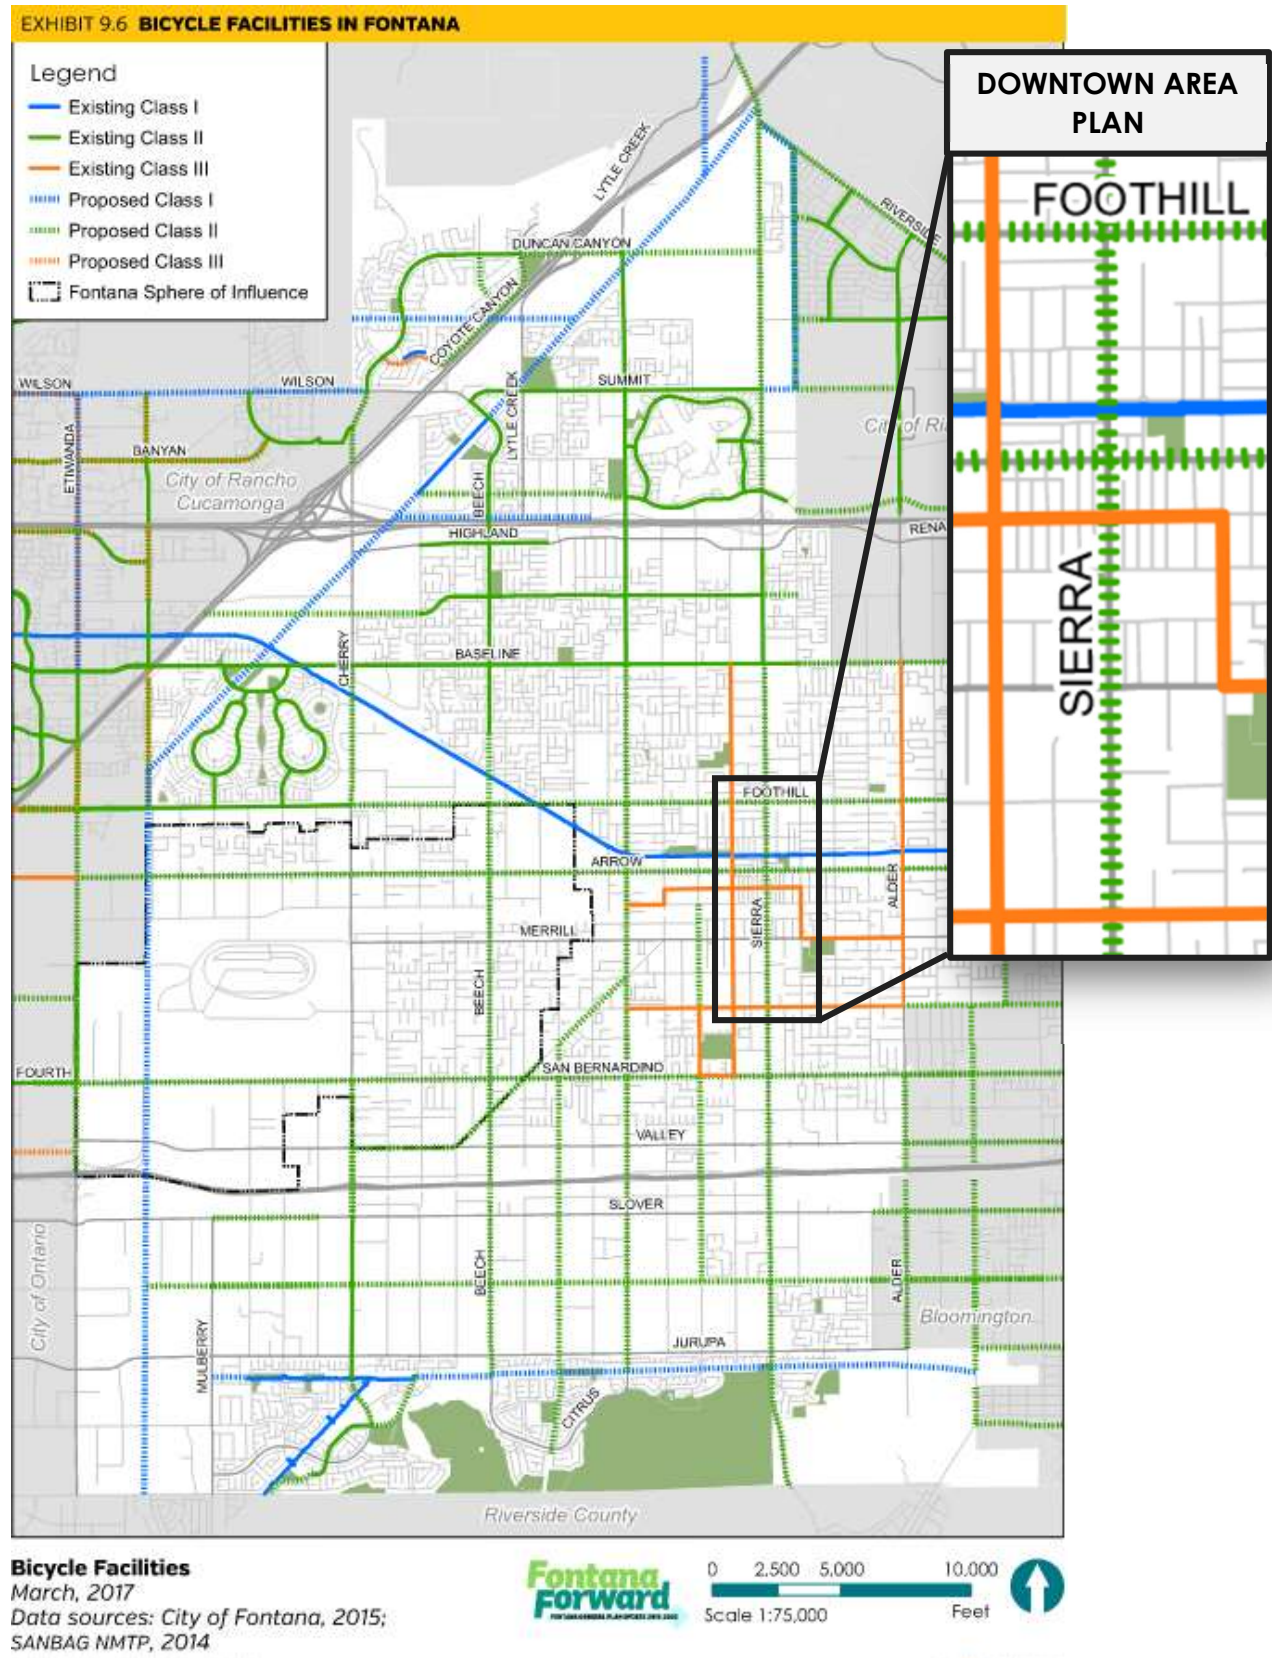 EXHIBIT 9.6 BICYCLE FACILITIES IN FONTANA
Legend
Existing Class I
Existing Class II
Existing Class III
Proposed Class I
Proposed Class II
Proposed Class III
Fontana Sphere of Influence
DOWNTOWN AREA
PLAN
FOOTHILL
SIERRA
LYTLE CREEK
RIVERSIDE
DUNCAN CANYON
COYOTE CANYON
WILSON
WILSON
SUMMIT
LYTLE CREEK
ETIWANDA
BANYAN
City of Rancho
Cucamonga
City of Ri
BEECH
HIGHLAND
RENA
CHERRY
BASELINE
FOOTHILL
ARROW
ALDER
SIERRA
MERRILL
BEECH
FOURTH
SAN BERNARDINO
VALLEY
SLOVER
City of Ontario
BEECH
ALDER
Bloomington
MULBERRY
JURUPA
CITRUS
Riverside County
Bicycle Facilities
March, 2017
Data sources: City of Fontana, 2015;
SANBAG NMTP, 2014
Fontana
Forward
0 2,500 5,000 10,000
Scale 1:75,000 Feet